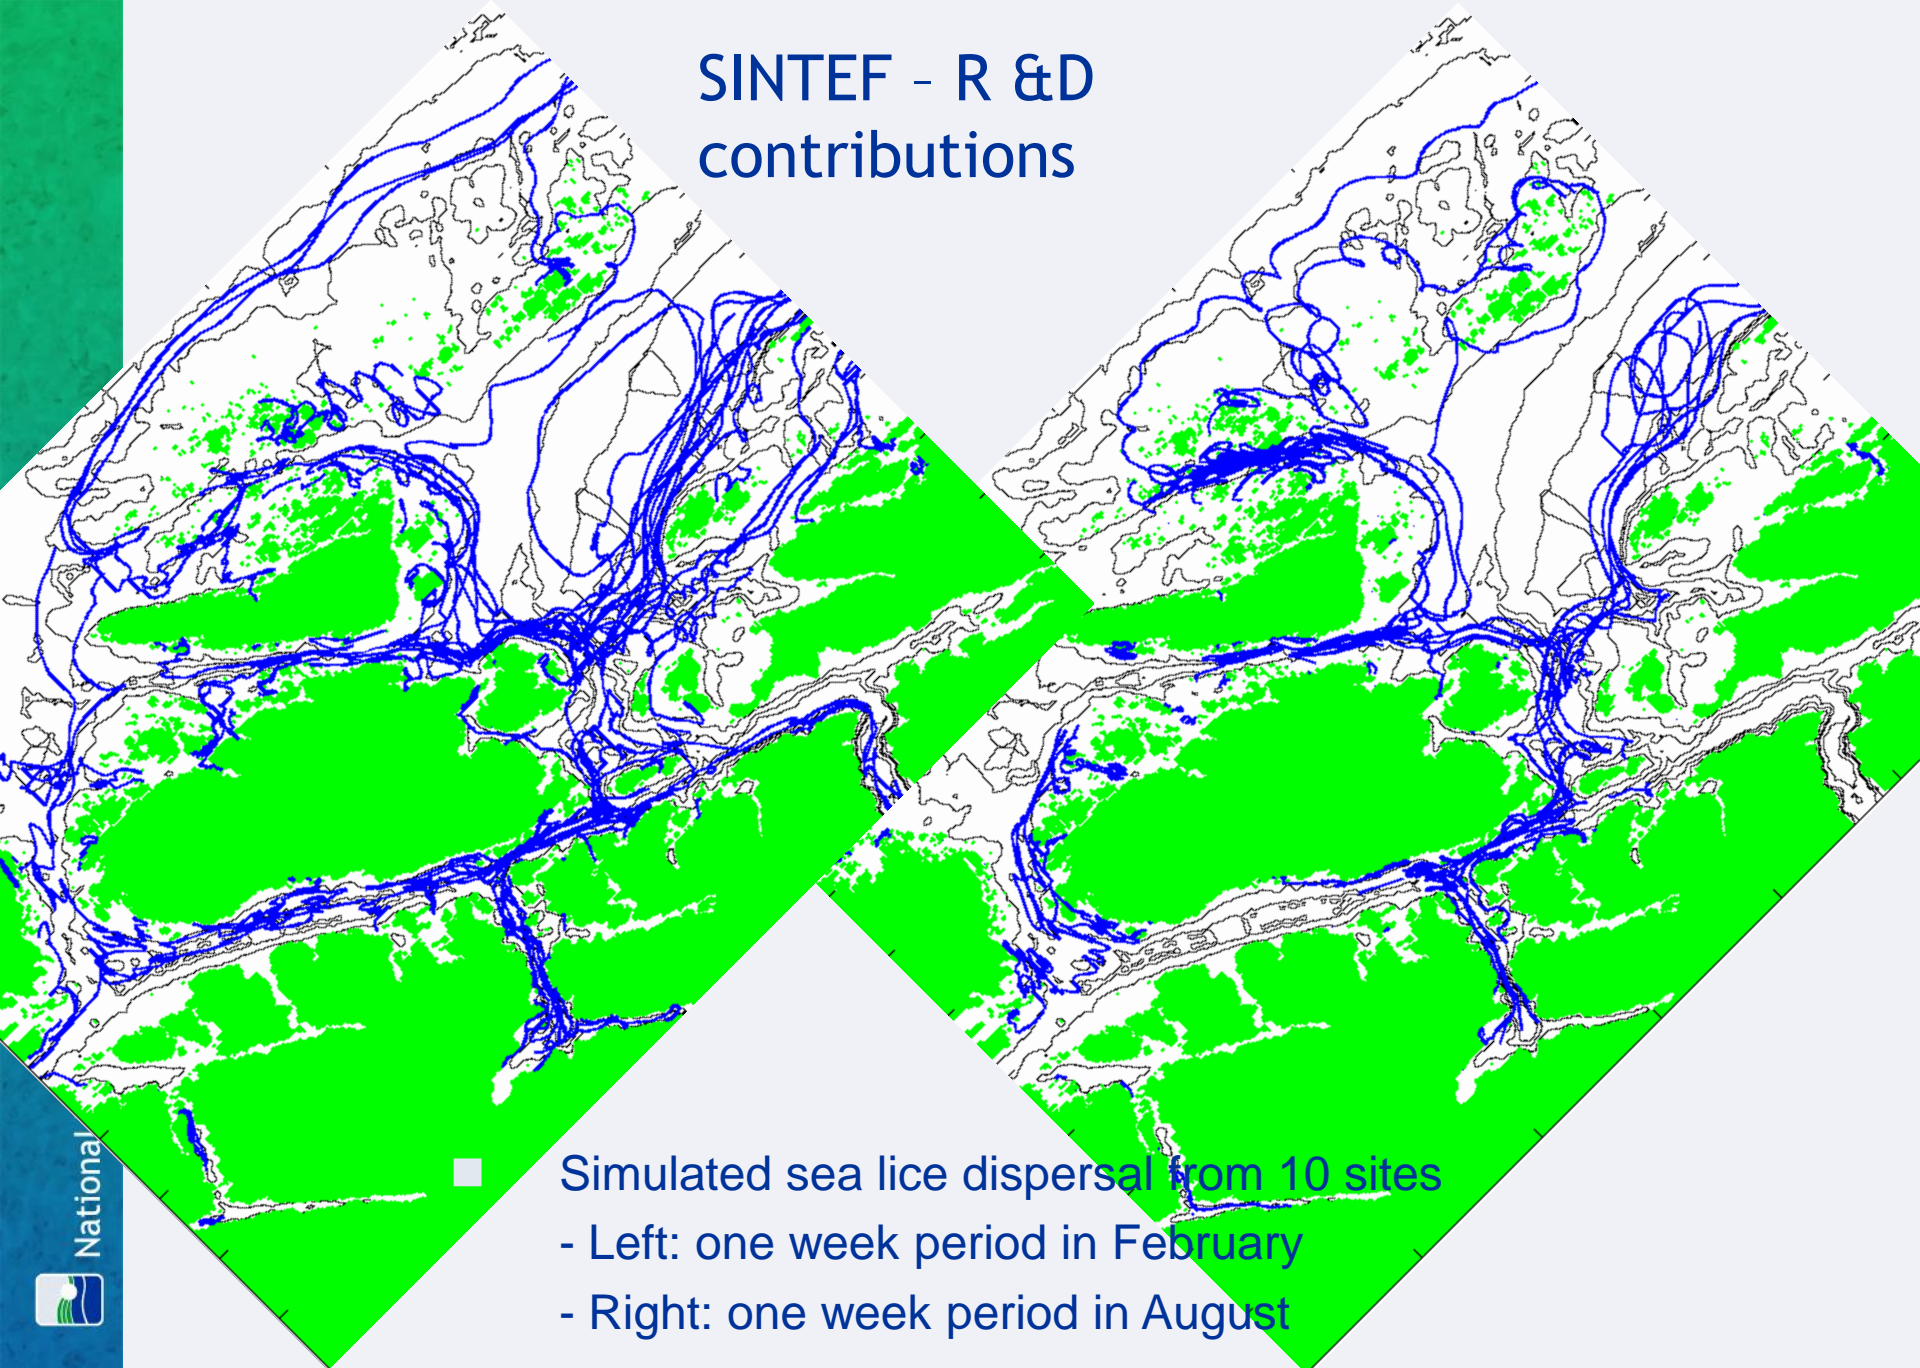 SINTEF – R &D
contributions
Simulated sea lice dispersal from 10 sites
- Left: one week period in February
- Right: one week period in August
National